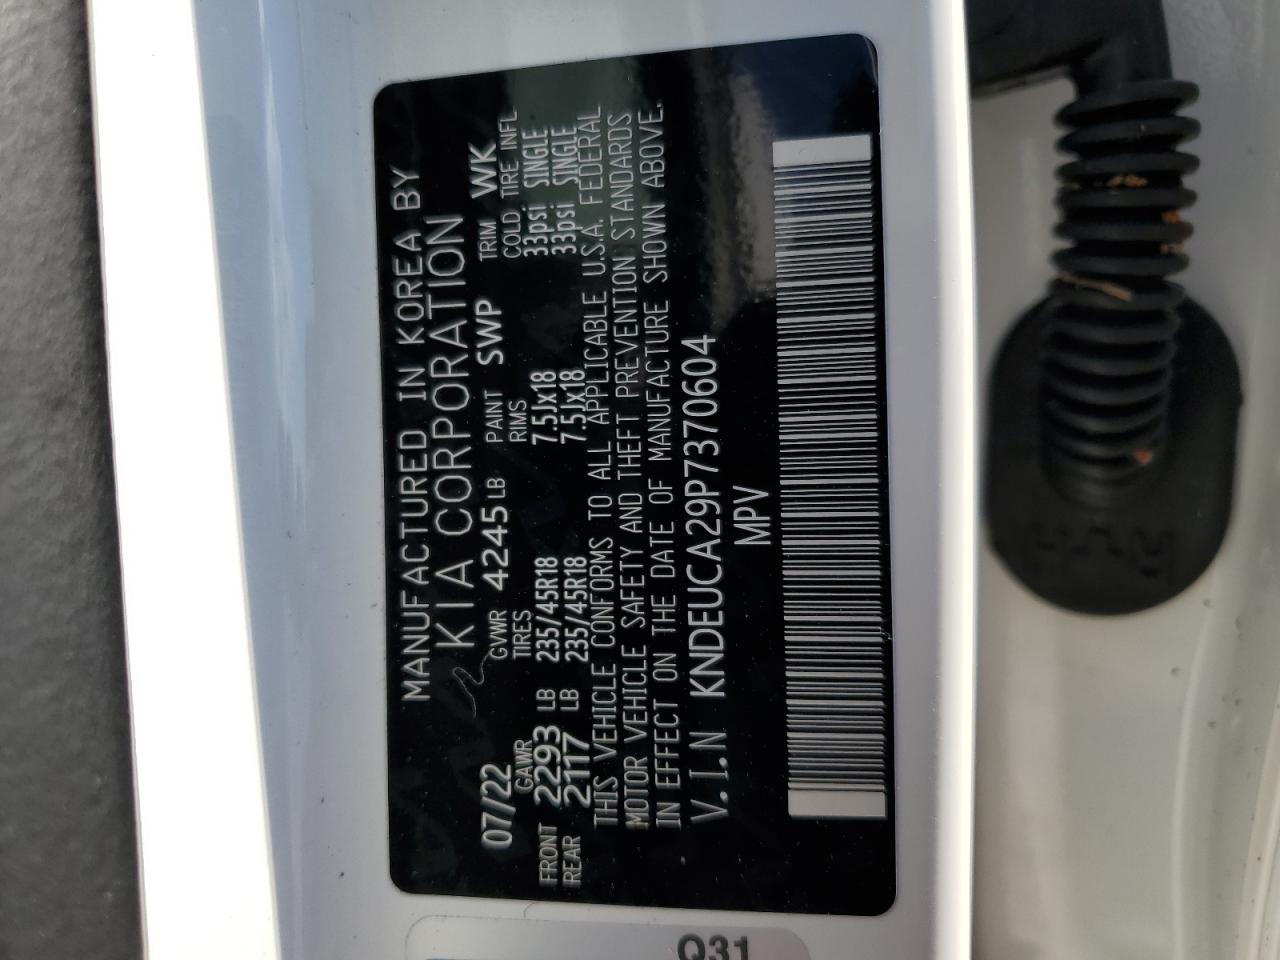 MANUFACTURED IN KOREA BY
KIA CORPORATION
07/22 GVWR 4245 LB PAINT SWP TRIM WK
GAWR TIRES RIMS COLD TIRE INFL
FRONT 2293 LB 235/45R18 7.5Jx18 33psi SINGLE
REAR 2117 LB 235/45R18 7.5Jx18 33psi SINGLE
THIS VEHICLE CONFORMS TO ALL APPLICABLE U.S.A. FEDERAL
MOTOR VEHICLE SAFETY AND THEFT PREVENTION STANDARDS
IN EFFECT ON THE DATE OF MANUFACTURE SHOWN ABOVE.
V.I.N KNDEUCA29P7370604
MPV
Q31